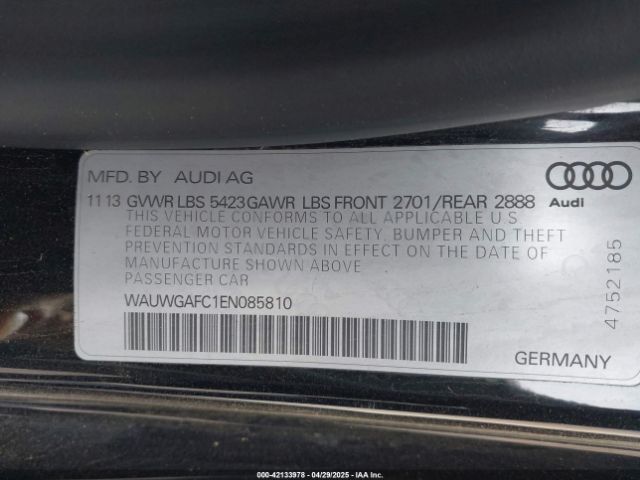 MFD. BY AUDI AG
11 13 GVWR LBS 5423 GAWR LBS FRONT 2701/REAR 2888
Audi
THIS VEHICLE CONFORMS TO ALL APPLICABLE U.S.
FEDERAL MOTOR VEHICLE SAFETY, BUMPER AND THEFT
PREVENTION STANDARDS IN EFFECT ON THE DATE OF
MANUFACTURE SHOWN ABOVE
PASSENGER CAR
WAUWGAFC1EN085810
4752185
GERMANY
000-42133978 - 04/29/2025 - IAA Inc.